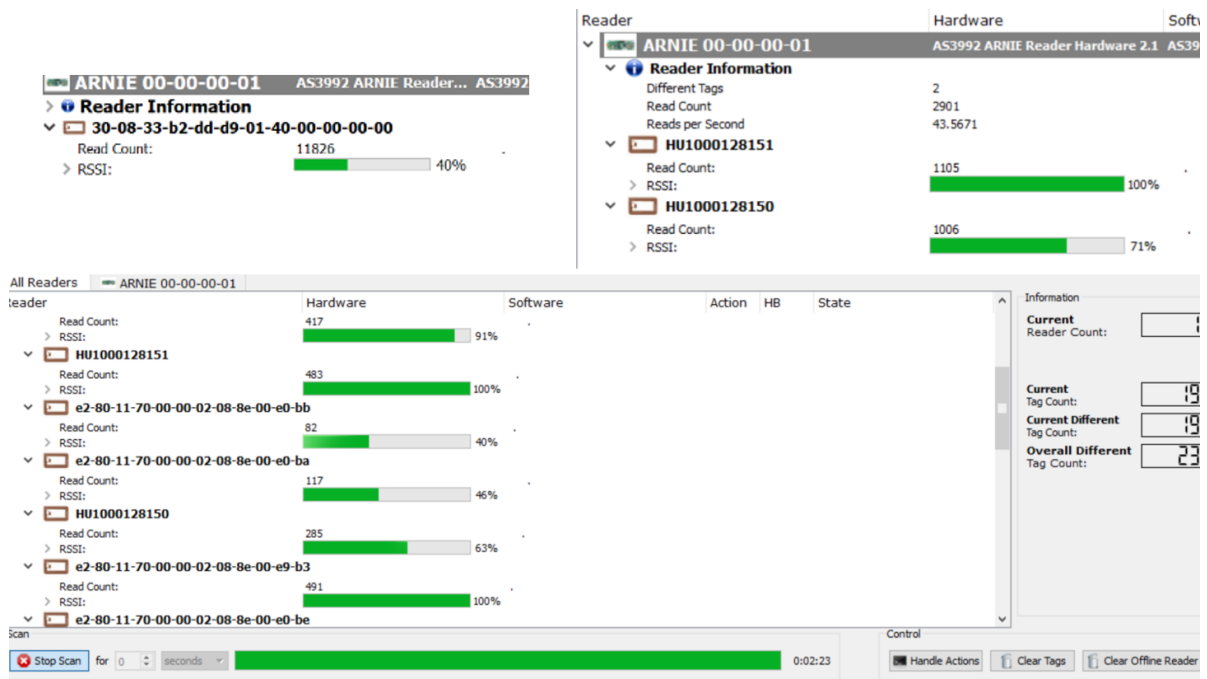 ARNIE 00-00-00-01 AS3992 ARNIE Reader... AS3992
Reader Information
30-08-33-b2-dd-d9-01-40-00-00-00-00
Read Count: 11826 .
RSSI: 40%
Reader Hardware
ARNIE 00-00-00-01 AS3992 ARNIE Reader Hardware 2.1 AS39
Reader Information
Different Tags 2
Read Count 2901
Reads per Second 43.5671
HU1000128151
Read Count: 1105 .
RSSI: 100%
HU1000128150
Read Count: 1006 .
RSSI: 71%
All Readers ARNIE 00-00-00-01
eader Hardware Software Action HB State
Read Count: 417 .
RSSI: 91%
HU1000128151
Read Count: 483 .
RSSI: 100%
e2-80-11-70-00-00-02-08-8e-00-e0-bb
Read Count: 82 .
RSSI: 40%
e2-80-11-70-00-00-02-08-8e-00-e0-ba
Read Count: 117 .
RSSI: 46%
HU1000128150
Read Count: 285 .
RSSI: 63%
e2-80-11-70-00-00-02-08-8e-00-e9-b3
Read Count: 491 .
RSSI: 100%
e2-80-11-70-00-00-02-08-8e-00-e0-be
Information
Current
Reader Count: 1
Current
Tag Count: 19
Current Different
Tag Count: 19
Overall Different
Tag Count: 23
Scan
Stop Scan for 0 seconds 0:02:23
Control
Handle Actions Clear Tags Clear Offline Reader